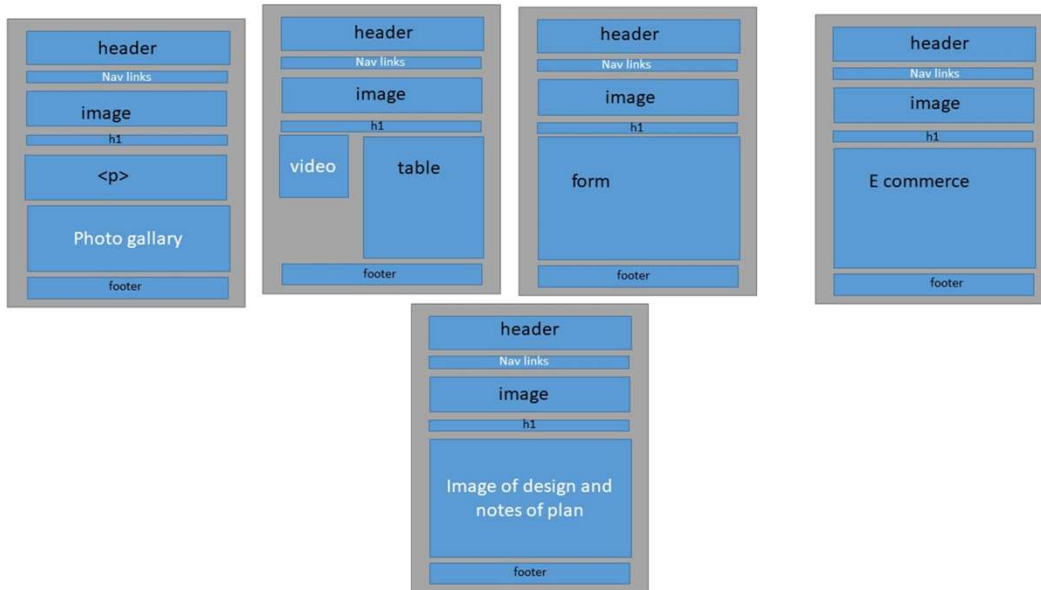 header
Nav links
image
h1
<p>
Photo gallary
footer
header
Nav links
image
h1
video
table
footer
header
Nav links
image
h1
form
footer
header
Nav links
image
h1
E commerce
footer
header
Nav links
image
h1
Image of design and
notes of plan
footer